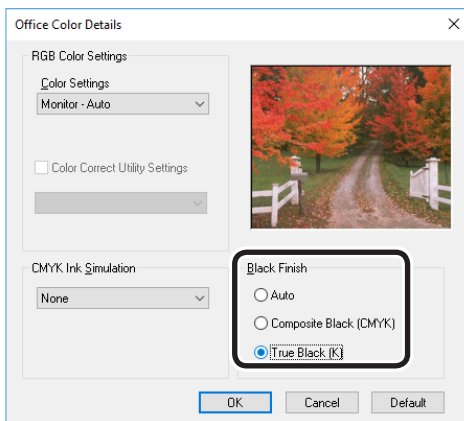 Office Color Details
RGB Color Settings
Color Settings
Monitor - Auto
Color Correct Utility Settings
CMYK Ink Simulation
None
Black Finish
Auto
Composite Black (CMYK)
True Black (K)
OK
Cancel
Default